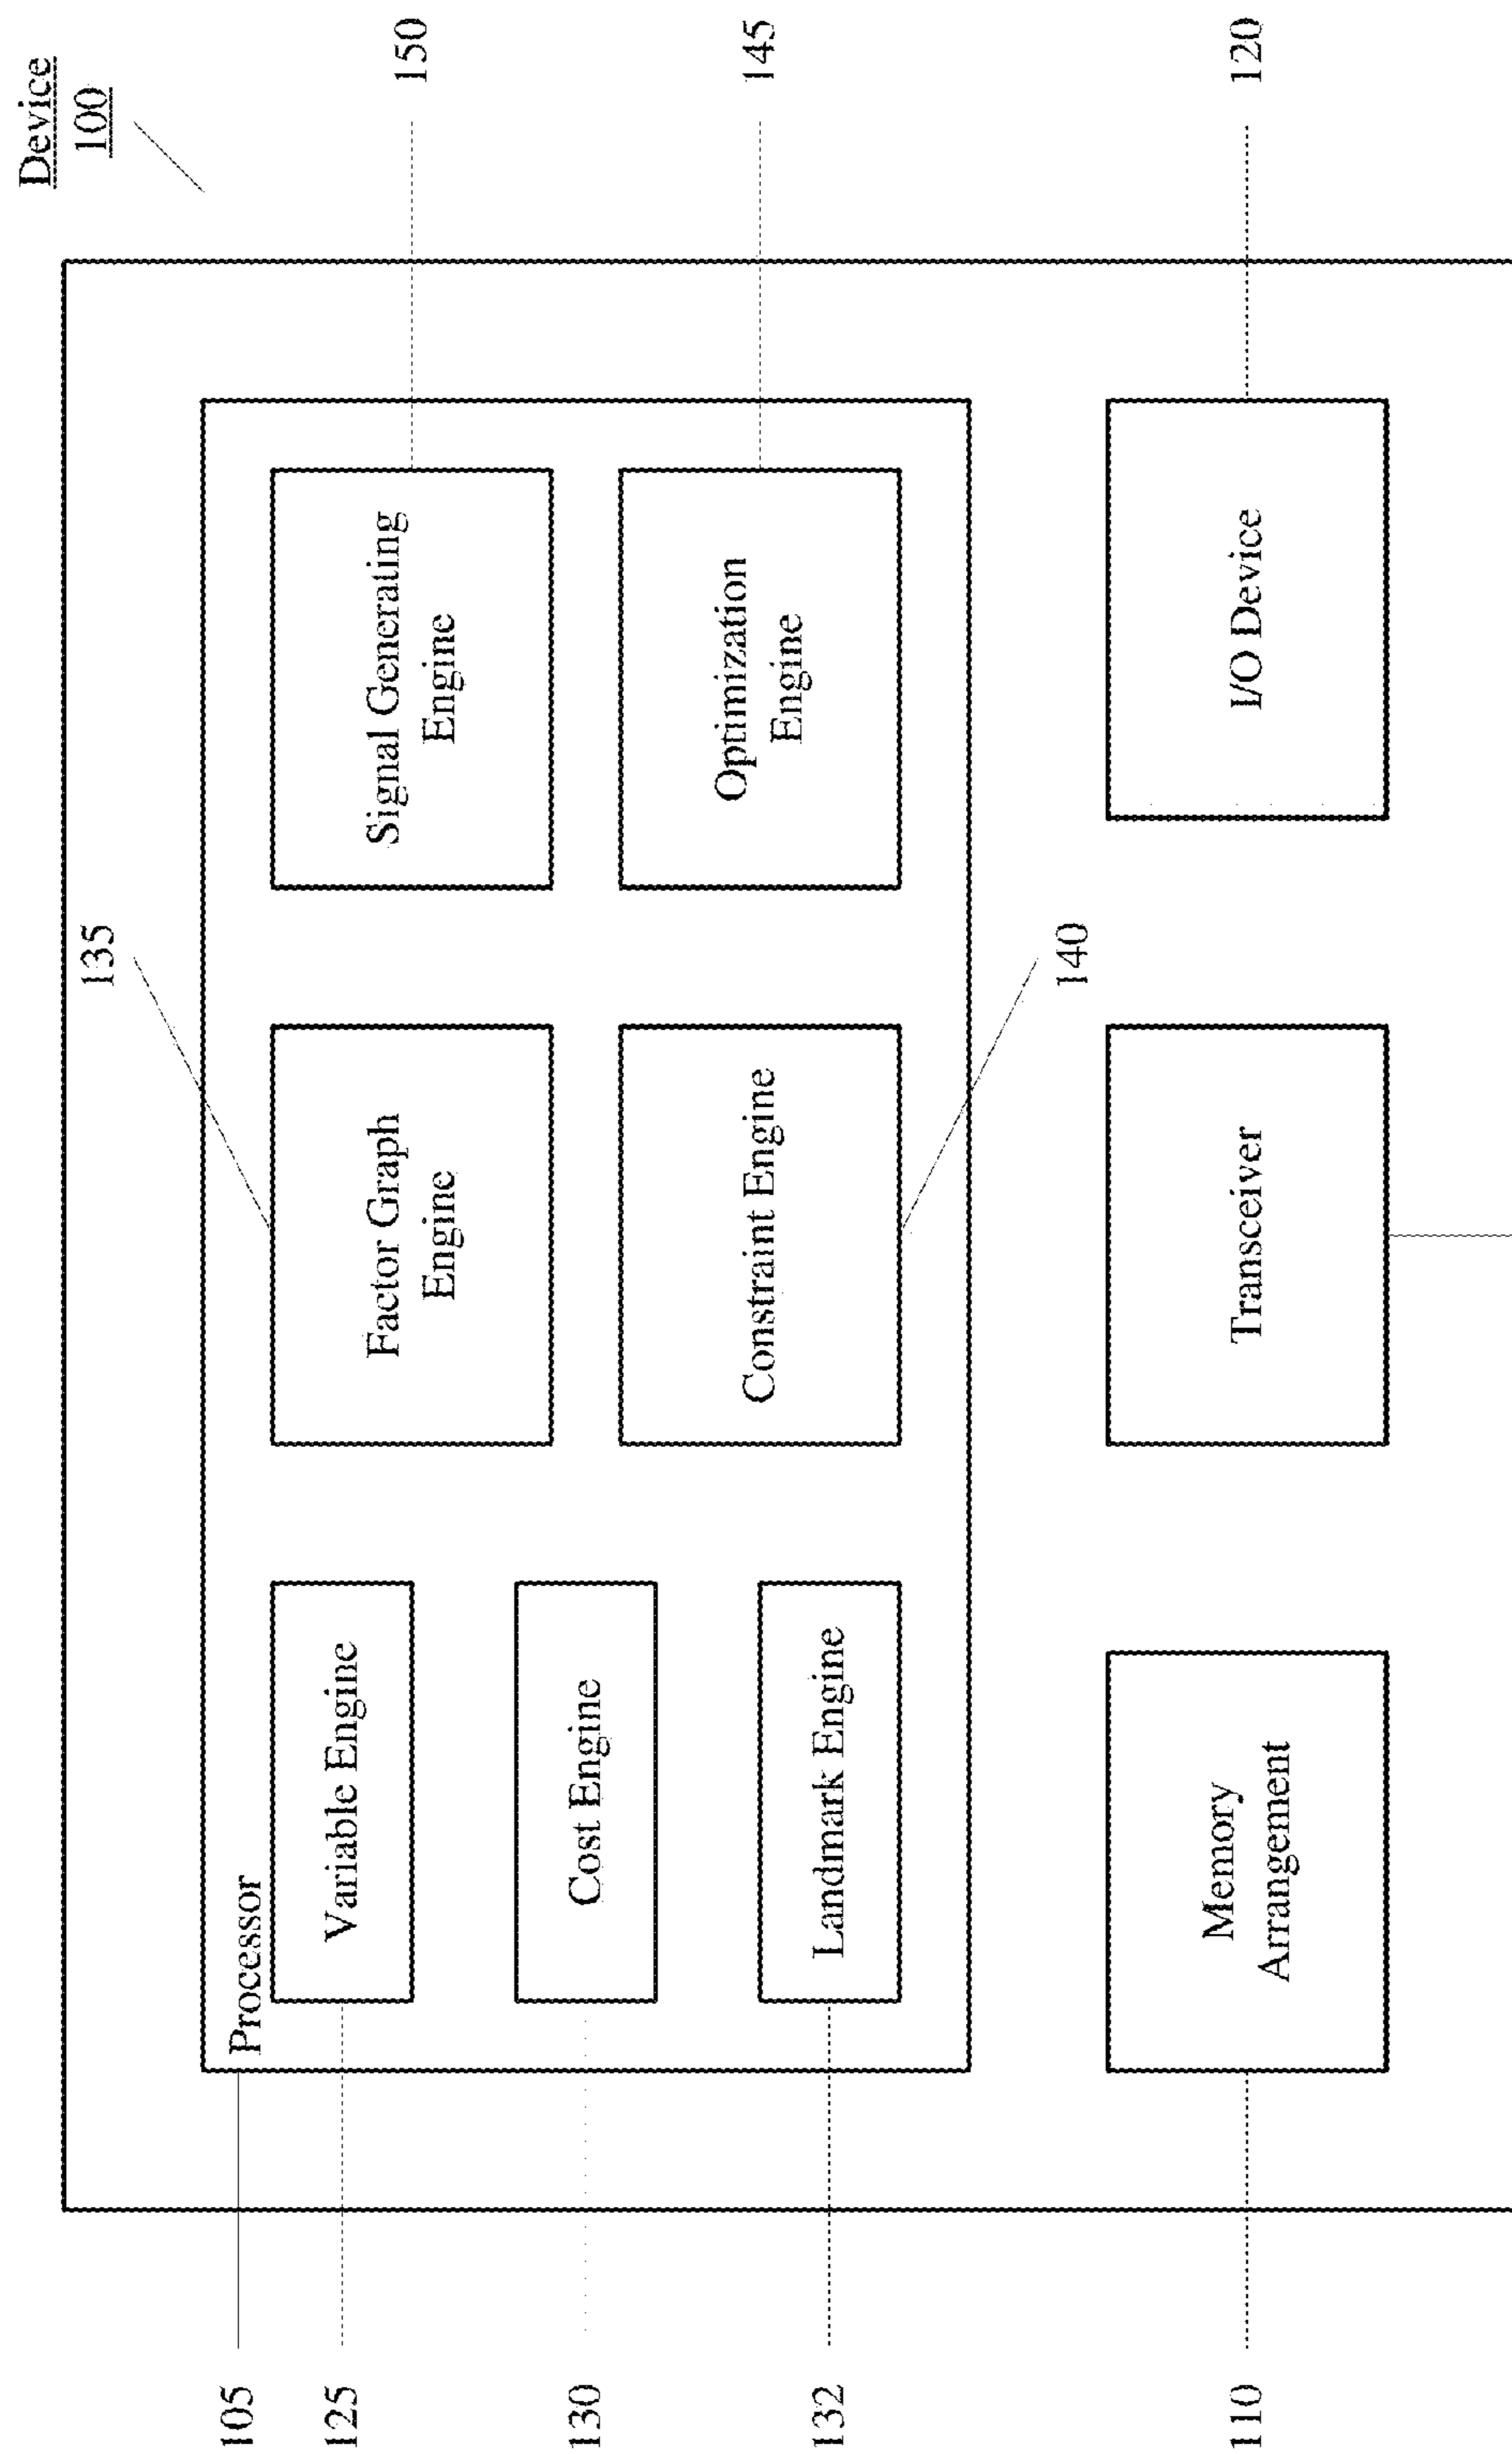 Device
100
135
Processor
105
Variable Engine
125
Factor Graph
Engine
Signal Generating
Engine
150
Cost Engine
130
Landmark Engine
132
Constraint Engine
Optimization
Engine
145
140
110
Memory
Arrangement
Transceiver
I/O Device
120